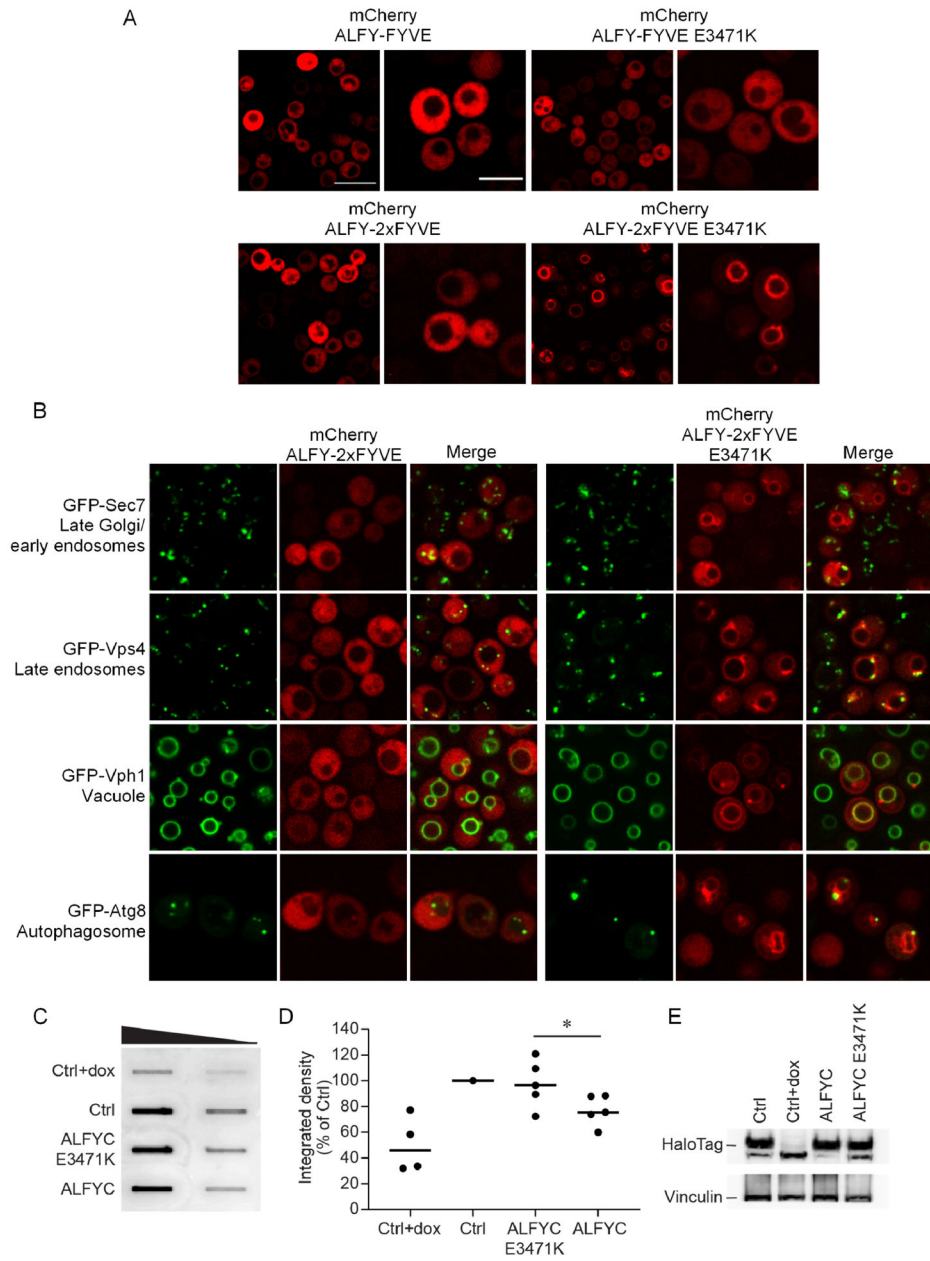 A
mCherry
ALFY-FYVE
mCherry
ALFY-FYVE E3471K
mCherry
ALFY-2xFYVE
mCherry
ALFY-2xFYVE E3471K
B
mCherry
ALFY-2xFYVE
Merge
mCherry
ALFY-2xFYVE
E3471K
Merge
GFP-Sec7
Late Golgi/
early endosomes
GFP-Vps4
Late endosomes
GFP-Vph1
Vacuole
GFP-Atg8
Autophagosome
C
Ctrl+dox
Ctrl
ALFYC
E3471K
ALFYC
D
Integrated density
(% of Ctrl)
140
120
100
80
60
40
20
0
*
Ctrl+dox
Ctrl
ALFYC
E3471K
ALFYC
E
Ctrl
Ctrl+dox
ALFYC
ALFYC E3471K
HaloTag
Vinculin